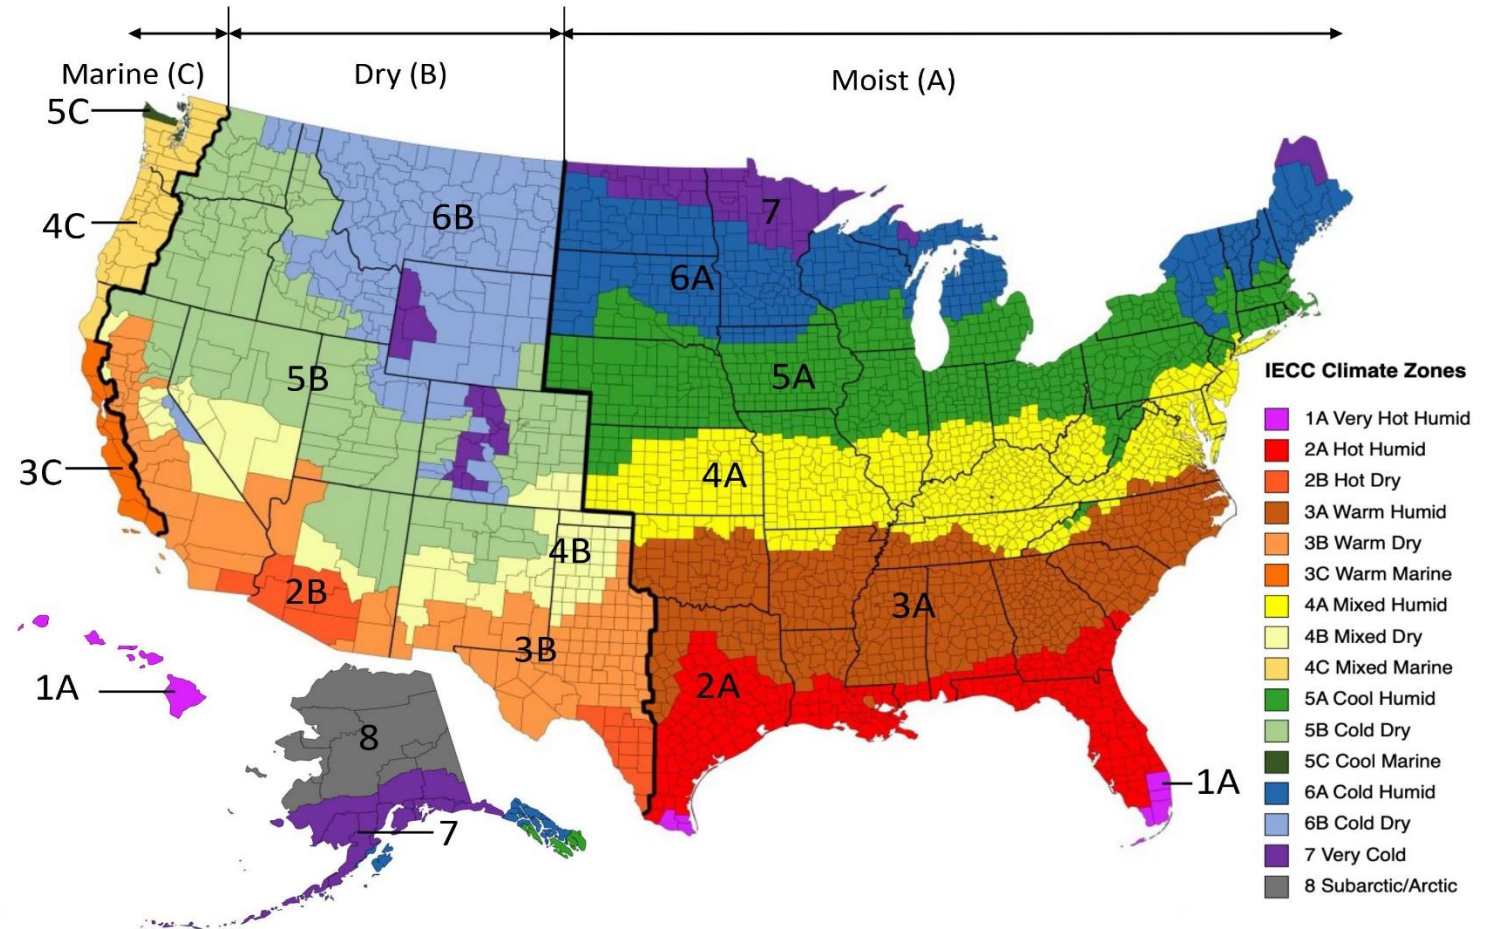 Marine (C)
Dry (B)
Moist (A)
5C
4C
6B
7
6A
5B
5A
3C
4A
4B
2B
3A
3B
2A
1A
8
7
1A
IECC Climate Zones
1A Very Hot Humid
2A Hot Humid
2B Hot Dry
3A Warm Humid
3B Warm Dry
3C Warm Marine
4A Mixed Humid
4B Mixed Dry
4C Mixed Marine
5A Cool Humid
5B Cold Dry
5C Cool Marine
6A Cold Humid
6B Cold Dry
7 Very Cold
8 Subarctic/Arctic